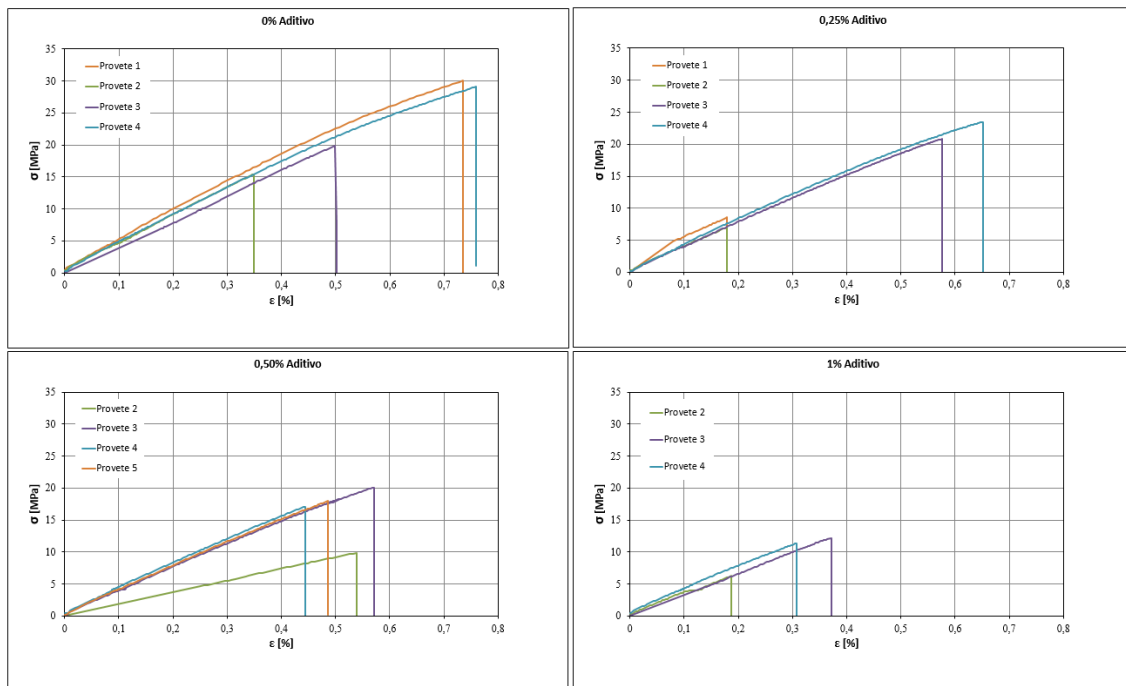 0% Aditivo
35
30
25
20
15
10
5
0
σ [MPa]
Provete 1
Provete 2
Provete 3
Provete 4
0 0,1 0,2 0,3 0,4 0,5 0,6 0,7 0,8
ε [%]
0,25% Aditivo
35
30
25
20
15
10
5
0
σ [MPa]
Provete 1
Provete 2
Provete 3
Provete 4
0 0,1 0,2 0,3 0,4 0,5 0,6 0,7 0,8
ε [%]
0,50% Aditivo
35
30
25
20
15
10
5
0
σ [MPa]
Provete 2
Provete 3
Provete 4
Provete 5
0 0,1 0,2 0,3 0,4 0,5 0,6 0,7 0,8
ε [%]
1% Aditivo
35
30
25
20
15
10
5
0
σ [MPa]
Provete 2
Provete 3
Provete 4
0 0,1 0,2 0,3 0,4 0,5 0,6 0,7 0,8
ε [%]